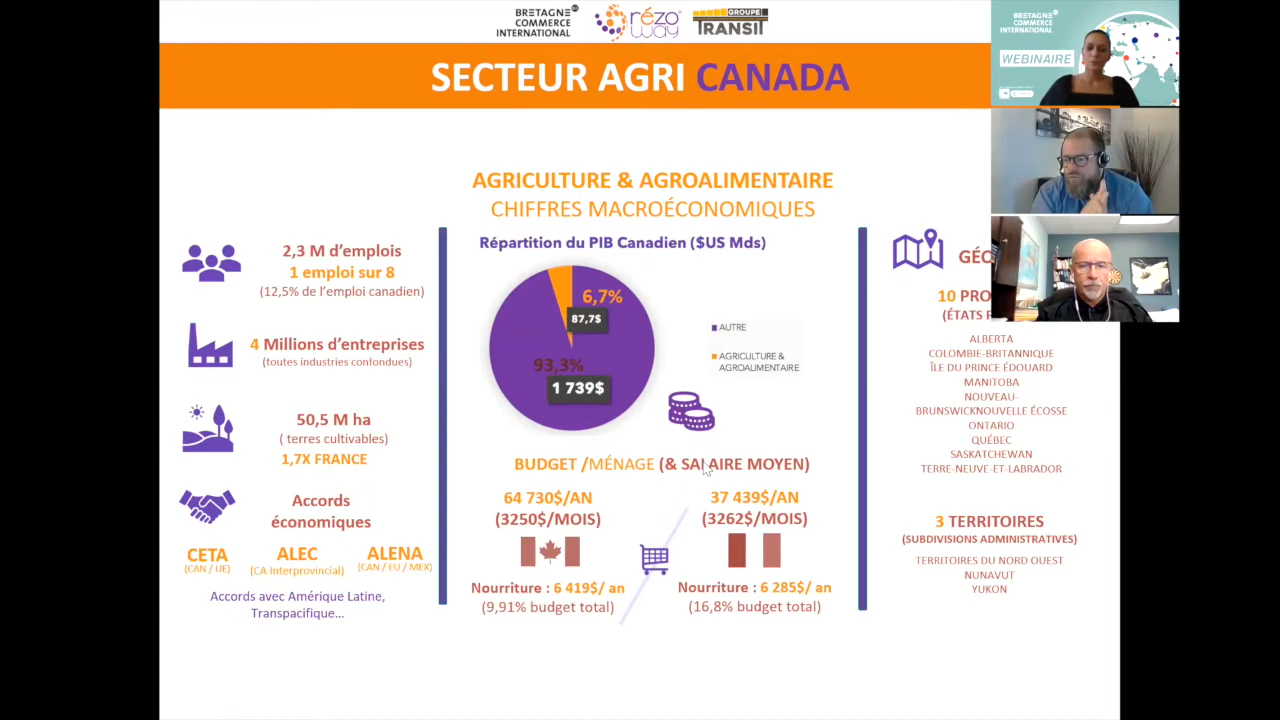 BRETAGNE
COMMERCE
INTERNATIONAL
rézo
way
GROUPE
TRANSIT
SECTEUR AGRI CANADA
BRETAGNE
COMMERCE
INTERNATIONAL
WEBINAIRE
AGRICULTURE & AGROALIMENTAIRE
CHIFFRES MACROÉCONOMIQUES
2,3 M d’emplois
1 emploi sur 8
(12,5% de l’emploi canadien)
4 Millions d’entreprises
(toutes industries confondues)
50,5 M ha
( terres cultivables)
1,7X FRANCE
Accords
économiques
CETA
(CAN / UE)
ALEC
(CA Interprovincial)
ALENA
(CAN / EU / MEX)
Accords avec Amérique Latine,
Transpacifique...
Répartition du PIB Canadien ($US Mds)
6,7%
87,7$
93,3%
1 739$
AUTRE
AGRICULTURE &
AGROALIMENTAIRE
BUDGET /MÉNAGE (& SALAIRE MOYEN)
64 730$/AN
(3250$/MOIS)
Nourriture : 6 419$/ an
(9,91% budget total)
37 439$/AN
(3262$/MOIS)
Nourriture : 6 285$/ an
(16,8% budget total)
GÉO
10 PRO
(ÉTATS F
ALBERTA
COLOMBIE-BRITANNIQUE
ÎLE DU PRINCE ÉDOUARD
MANITOBA
NOUVEAU-
BRUNSWICKNOUVELLE ÉCOSSE
ONTARIO
QUÉBEC
SASKATCHEWAN
TERRE-NEUVE-ET-LABRADOR
3 TERRITOIRES
(SUBDIVISIONS ADMINISTRATIVES)
TERRITOIRES DU NORD OUEST
NUNAVUT
YUKON